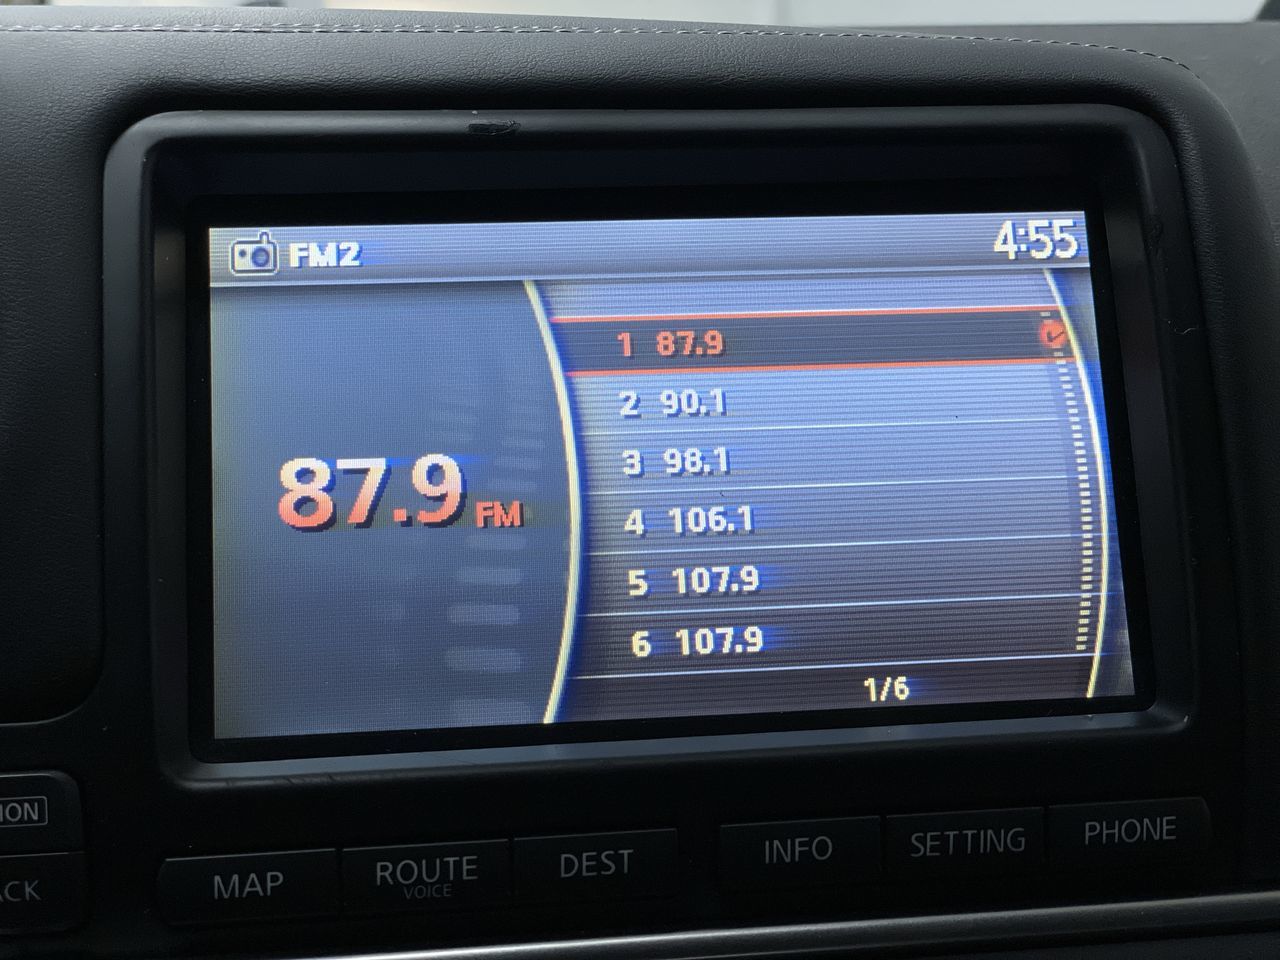 FM2
4:55
87.9 FM
1 87.9
2 90.1
3 98.1
4 106.1
5 107.9
6 107.9
1/6
MAP
ROUTE
VOICE
DEST
INFO
SETTING
PHONE